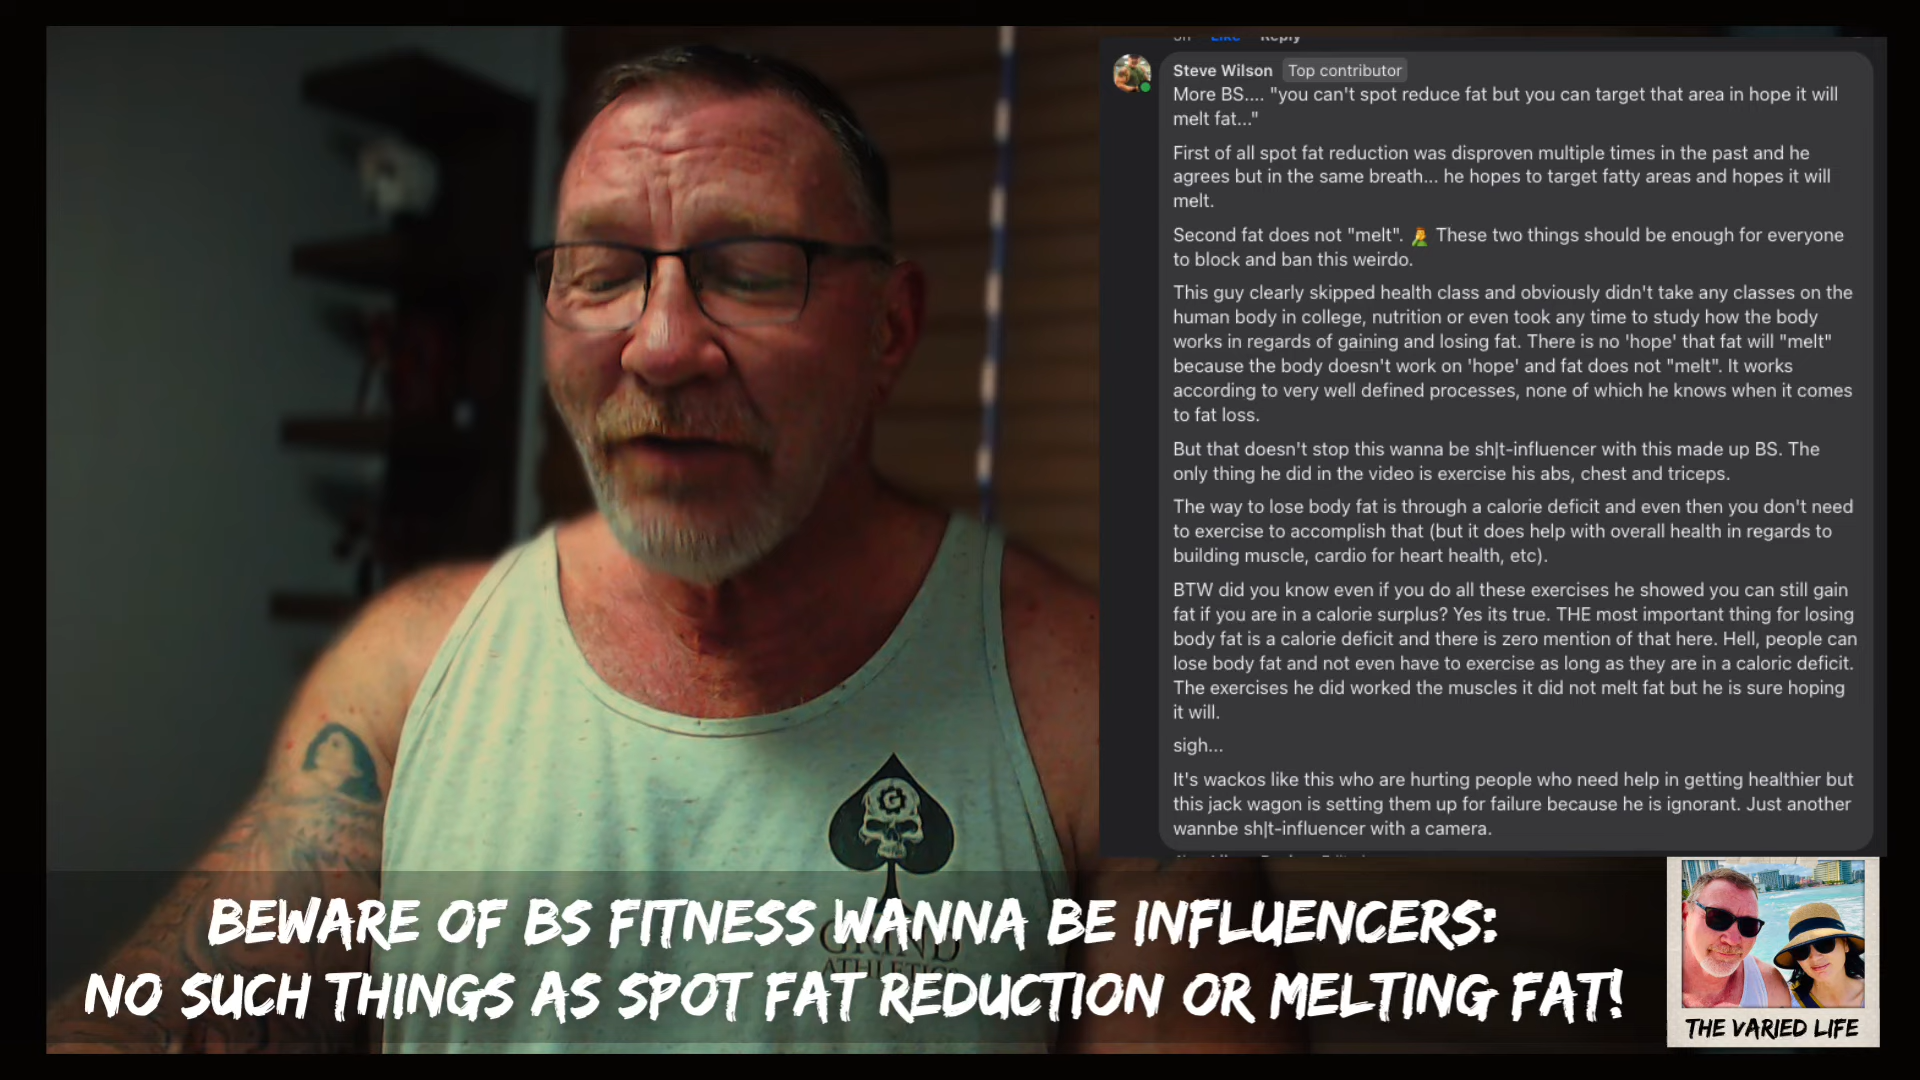 Like Reply
Steve Wilson Top contributor
More BS.... "you can't spot reduce fat but you can target that area in hope it will
melt fat..."
First of all spot fat reduction was disproven multiple times in the past and he
agrees but in the same breath... he hopes to target fatty areas and hopes it will
melt.
Second fat does not "melt". 🤦 These two things should be enough for everyone
to block and ban this weirdo.
This guy clearly skipped health class and obviously didn't take any classes on the
human body in college, nutrition or even took any time to study how the body
works in regards of gaining and losing fat. There is no 'hope' that fat will "melt"
because the body doesn't work on 'hope' and fat does not "melt". It works
according to very well defined processes, none of which he knows when it comes
to fat loss.
But that doesn't stop this wanna be sh|t-influencer with this made up BS. The
only thing he did in the video is exercise his abs, chest and triceps.
The way to lose body fat is through a calorie deficit and even then you don't need
to exercise to accomplish that (but it does help with overall health in regards to
building muscle, cardio for heart health, etc).
BTW did you know even if you do all these exercises he showed you can still gain
fat if you are in a calorie surplus? Yes its true. THE most important thing for losing
body fat is a calorie deficit and there is zero mention of that here. Hell, people can
lose body fat and not even have to exercise as long as they are in a caloric deficit.
The exercises he did worked the muscles it did not melt fat but he is sure hoping
it will.
sigh...
It's wackos like this who are hurting people who need help in getting healthier but
this jack wagon is setting them up for failure because he is ignorant. Just another
wannbe sh|t-influencer with a camera.
G
GRIND
ATHLETICS
BEWARE OF BS FITNESS WANNA BE INFLUENCERS:
NO SUCH THINGS AS SPOT FAT REDUCTION OR MELTING FAT!
THE VARIED LIFE